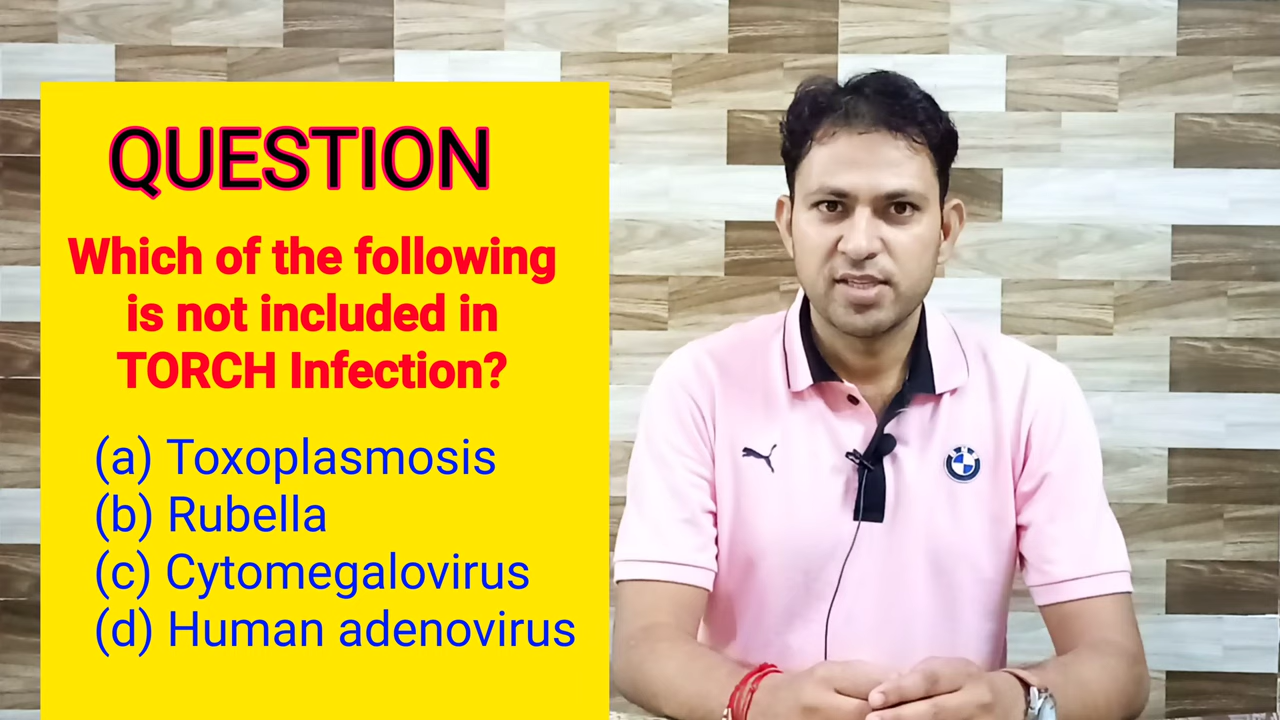 QUESTION
Which of the following
is not included in
TORCH Infection?
(a) Toxoplasmosis
(b) Rubella
(c) Cytomegalovirus
(d) Human adenovirus